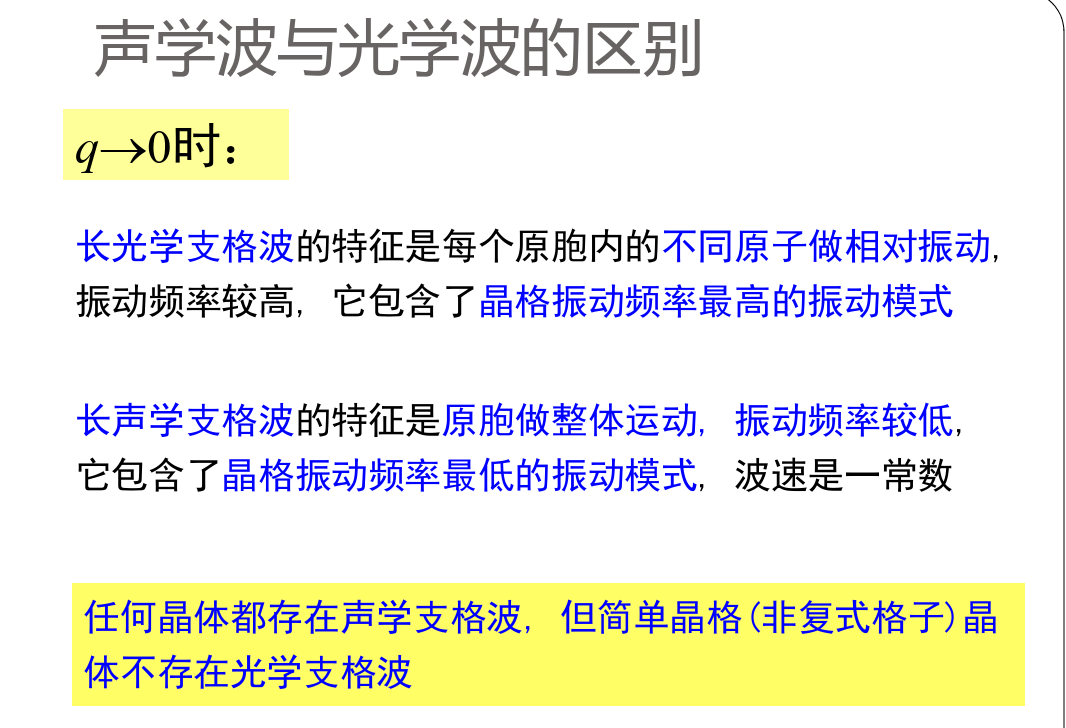 声学波与光学波的区别
q→0时：
长光学支格波的特征是每个原胞内的不同原子做相对振动,
振动频率较高, 它包含了晶格振动频率最高的振动模式
长声学支格波的特征是原胞做整体运动, 振动频率较低,
它包含了晶格振动频率最低的振动模式, 波速是一常数
任何晶体都存在声学支格波, 但简单晶格(非复式格子)晶
体不存在光学支格波